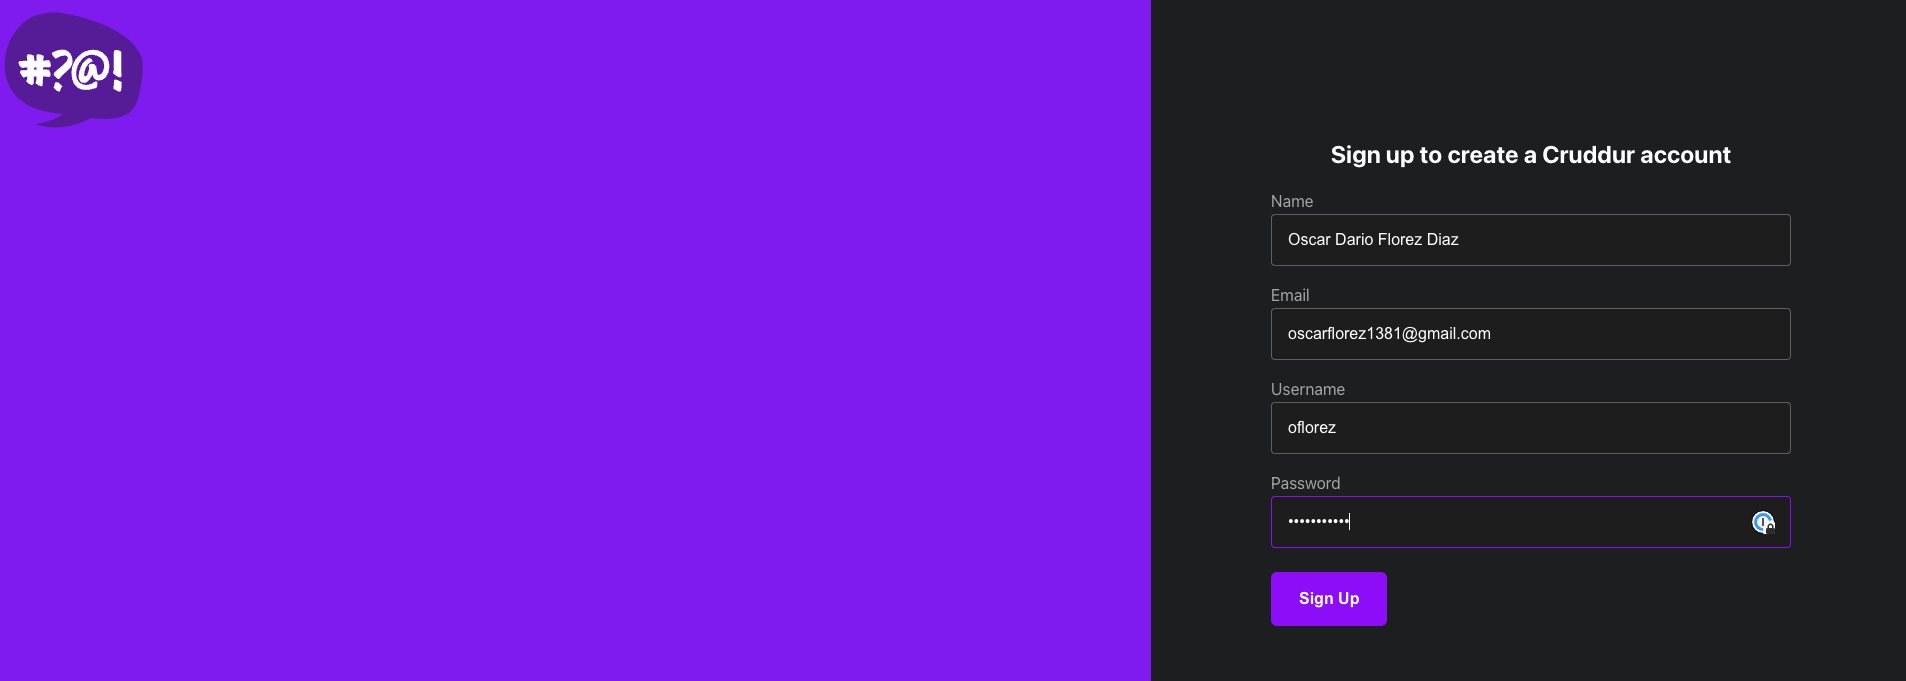 #?@!
Sign up to create a Cruddur account
Name
Oscar Dario Florez Diaz
Email
oscarflorez1381@gmail.com
Username
oflorez
Password
•••••••••••
Sign Up